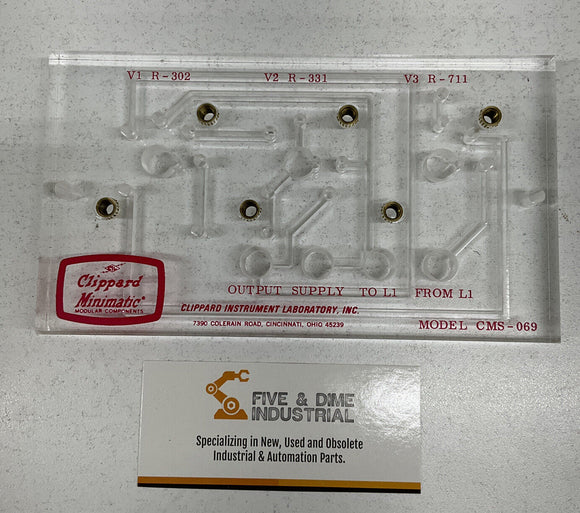 V1 R-302 V2 R-331 V3 R-711
Clippard
Minimatic®
MODULAR COMPONENTS
OUTPUT SUPPLY TO L1 FROM L1
CLIPPARD INSTRUMENT LABORATORY, INC.
7390 COLERAIN ROAD, CINCINNATI, OHIO 45239
MODEL CMS-069
FIVE & DIME
INDUSTRIAL
Specializing in New, Used and Obsolete
Industrial & Automation Parts.